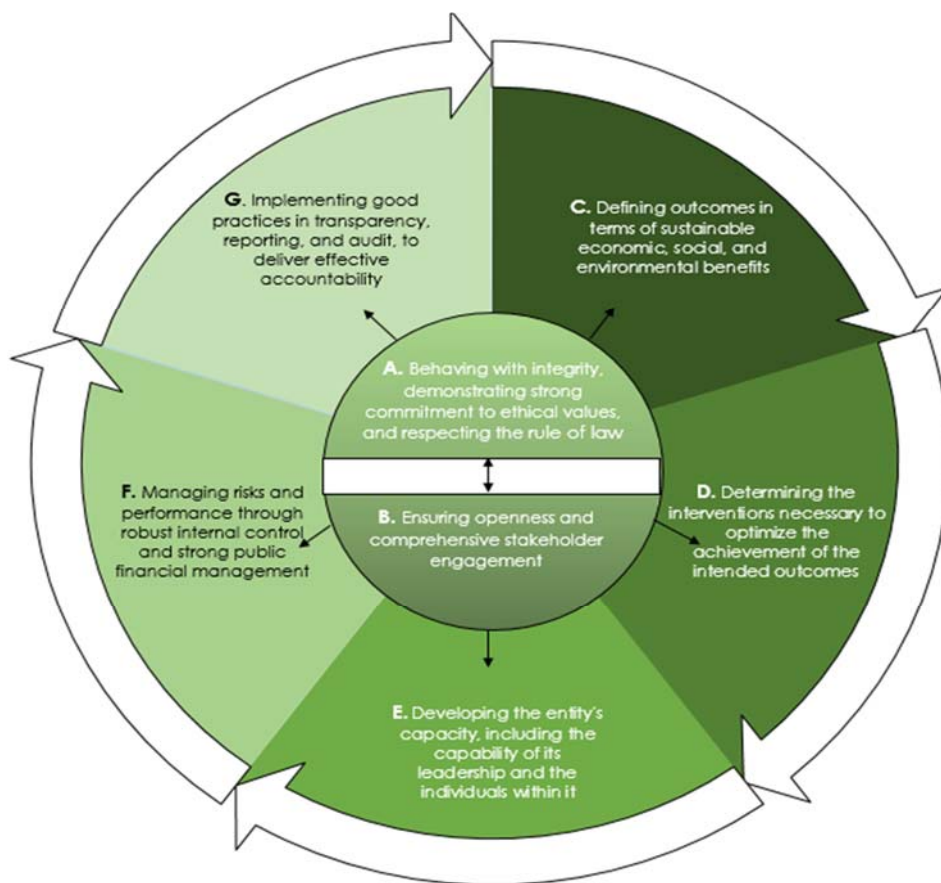 G. Implementing good
practices in transparency,
reporting, and audit, to
deliver effective
accountability
C. Defining outcomes in
terms of sustainable
economic, social, and
environmental benefits
A. Behaving with integrity,
demonstrating strong
commitment to ethical values,
and respecting the rule of law
F. Managing risks and
performance through
robust internal control
and strong public
financial management
B. Ensuring openness and
comprehensive stakeholder
engagement
D. Determining the
interventions necessary to
optimize the
achievement of the
intended outcomes
E. Developing the entity's
capacity, including the
capability of its
leadership and the
individuals within it